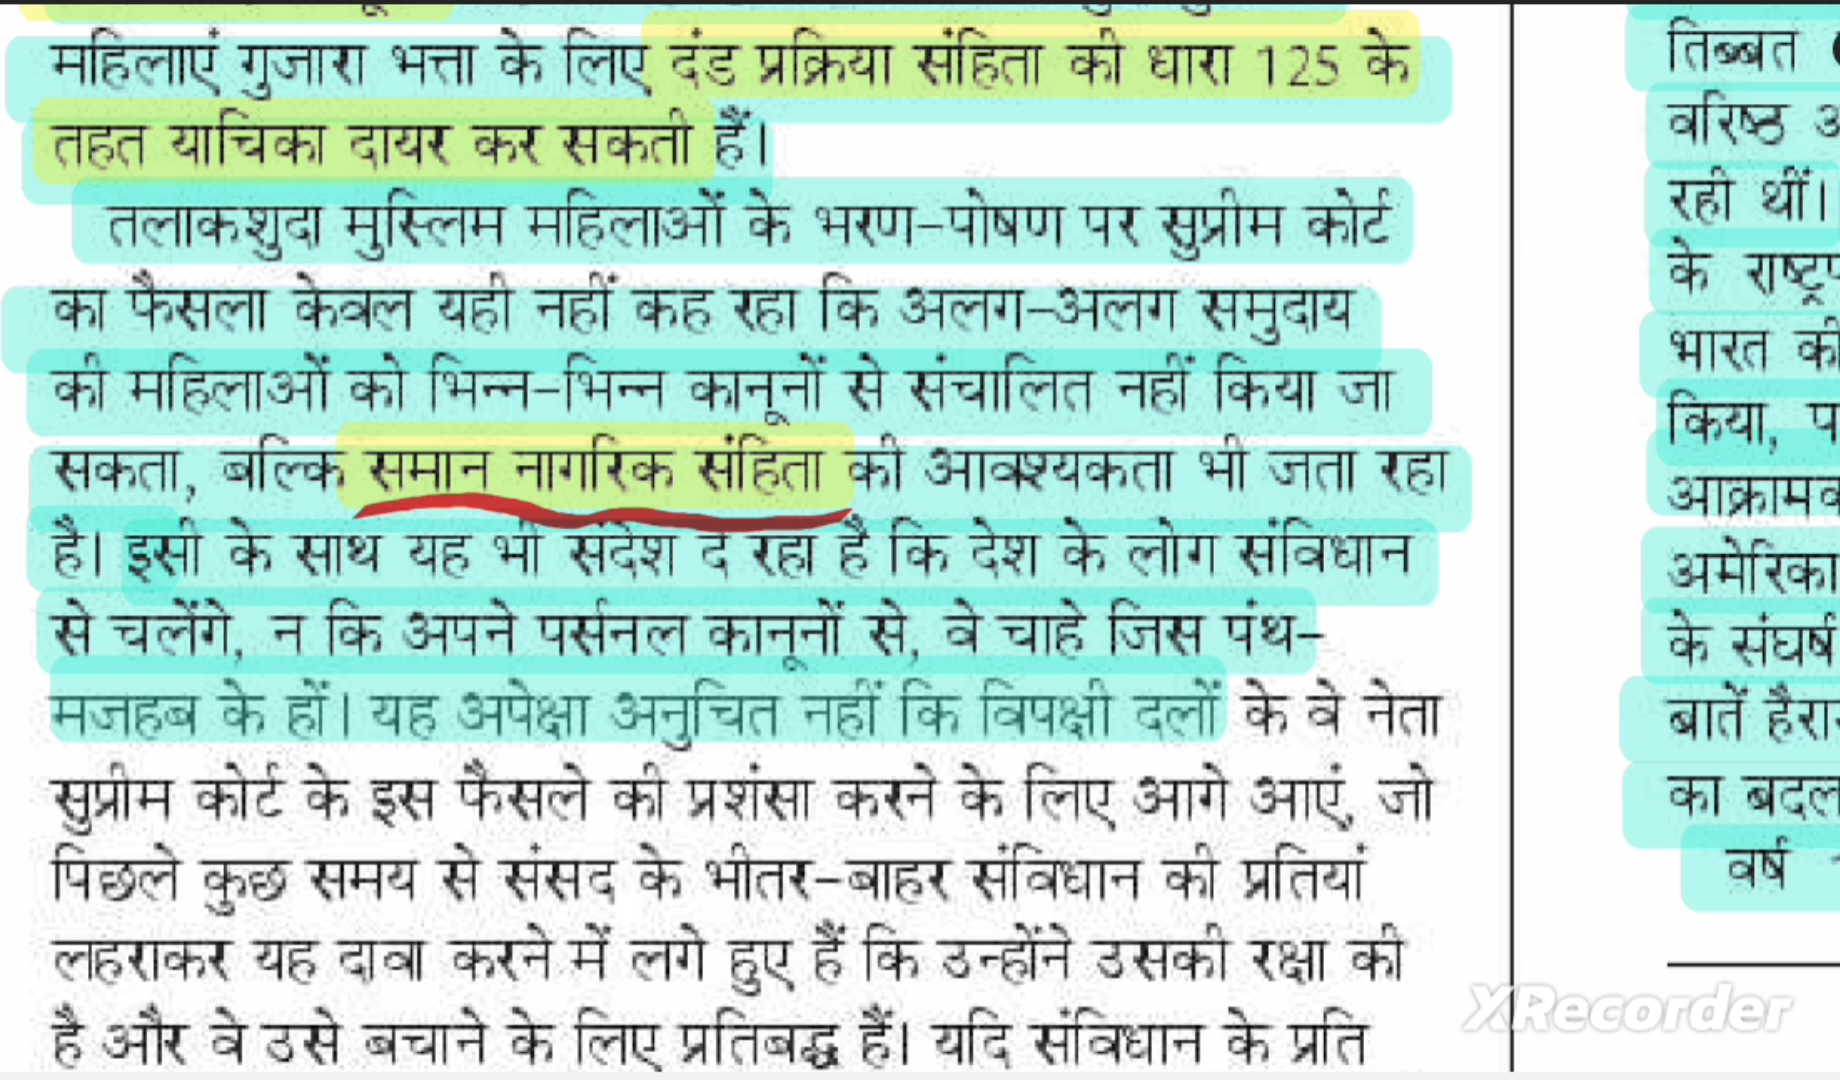 महिलाएं गुजारा भत्ता के लिए दंड प्रक्रिया संहिता की धारा 125 के
तहत याचिका दायर कर सकती हैं।
तलाकशुदा मुस्लिम महिलाओं के भरण-पोषण पर सुप्रीम कोर्ट
का फैसला केवल यही नहीं कह रहा कि अलग-अलग समुदाय
की महिलाओं को भिन्न-भिन्न कानूनों से संचालित नहीं किया जा
सकता, बल्कि समान नागरिक संहिता की आवश्यकता भी जता रहा
है। इसी के साथ यह भी संदेश दे रहा है कि देश के लोग संविधान
से चलेंगे, न कि अपने पर्सनल कानूनों से, वे चाहे जिस पंथ-
मजहब के हों। यह अपेक्षा अनुचित नहीं कि विपक्षी दलों के वे नेता
सुप्रीम कोर्ट के इस फैसले की प्रशंसा करने के लिए आगे आएं, जो
पिछले कुछ समय से संसद के भीतर-बाहर संविधान की प्रतियां
लहराकर यह दावा करने में लगे हुए हैं कि उन्होंने उसकी रक्षा की
है और वे उसे बचाने के लिए प्रतिबद्ध हैं। यदि संविधान के प्रति
तिब्बत
वरिष्ठ
रही थीं।
के
भारत की
किया,
अमेरिका
के संघर्ष
बातें
का
वर्ष
XRecorder